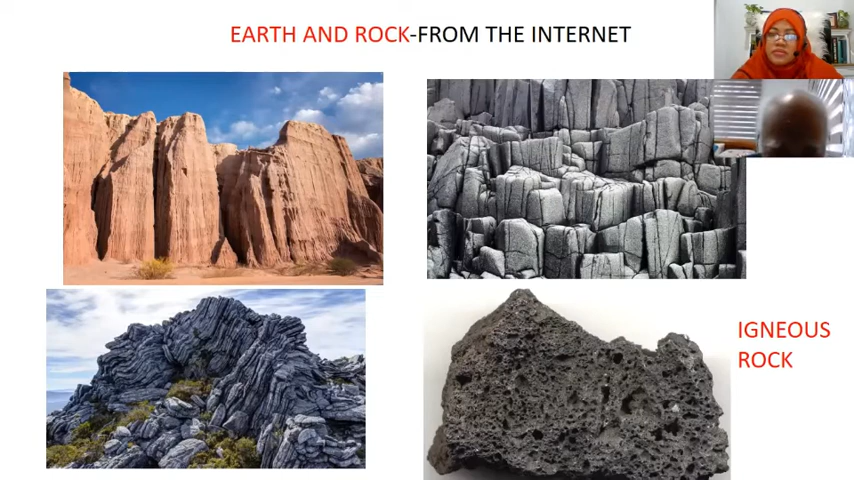 EARTH AND ROCK-FROM THE INTERNET
IGNEOUS
ROCK